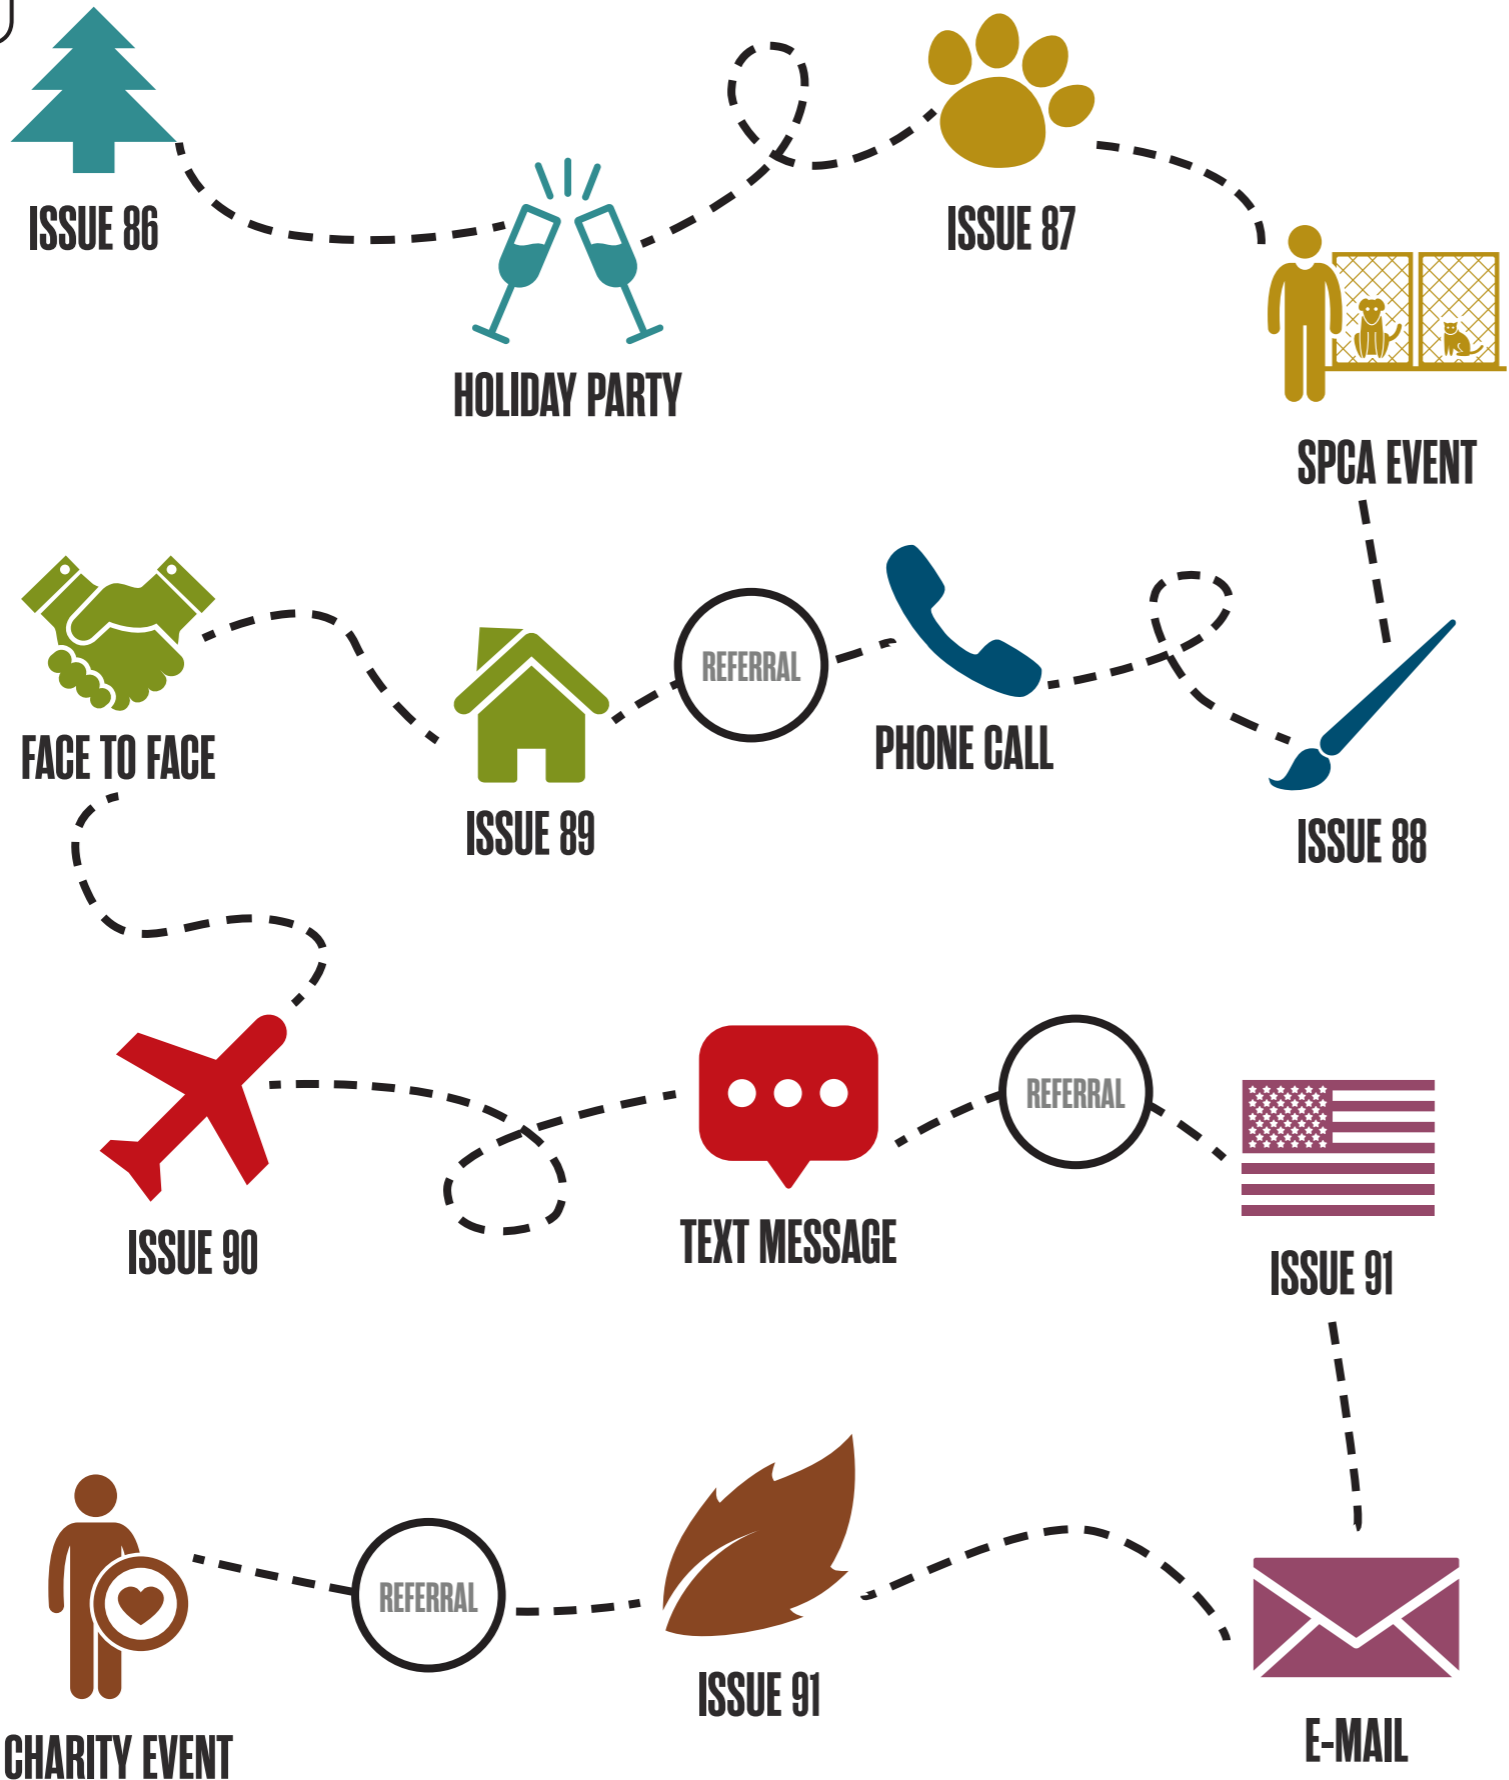 ISSUE 86
HOLIDAY PARTY
ISSUE 87
SPCA EVENT
FACE TO FACE
ISSUE 89
REFERRAL
PHONE CALL
ISSUE 88
ISSUE 90
TEXT MESSAGE
REFERRAL
ISSUE 91
CHARITY EVENT
REFERRAL
ISSUE 91
E-MAIL